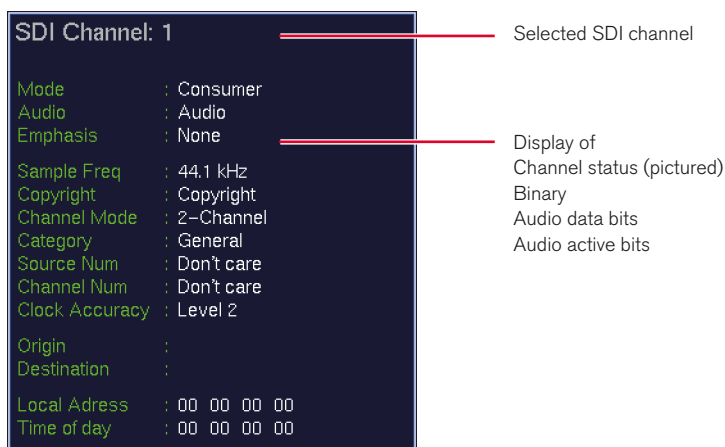 SDI Channel: 1
Mode : Consumer
Audio : Audio
Emphasis : None
Sample Freq : 44.1 kHz
Copyright : Copyright
Channel Mode : 2-Channel
Category : General
Source Num : Don't care
Channel Num : Don't care
Clock Accuracy : Level 2
Origin :
Destination :
Local Adress : 00 00 00 00
Time of day : 00 00 00 00
Selected SDI channel
Display of
Channel status (pictured)
Binary
Audio data bits
Audio active bits